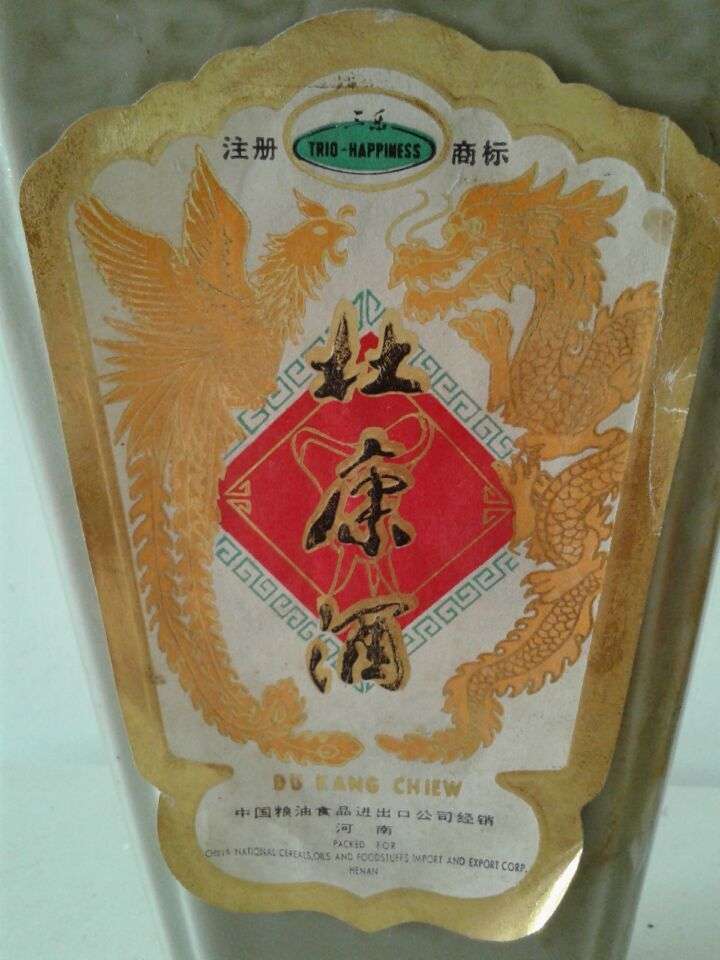 三乐
注册 TRIO-HAPPINESS 商标
杜
康
酒
DU KANG CHIEW
中国粮油食品进出口公司经销
河南
PACKED FOR
CHINA NATIONAL CEREALS, OILS AND FOODSTUFFS IMPORT AND EXPORT CORP.
HENAN